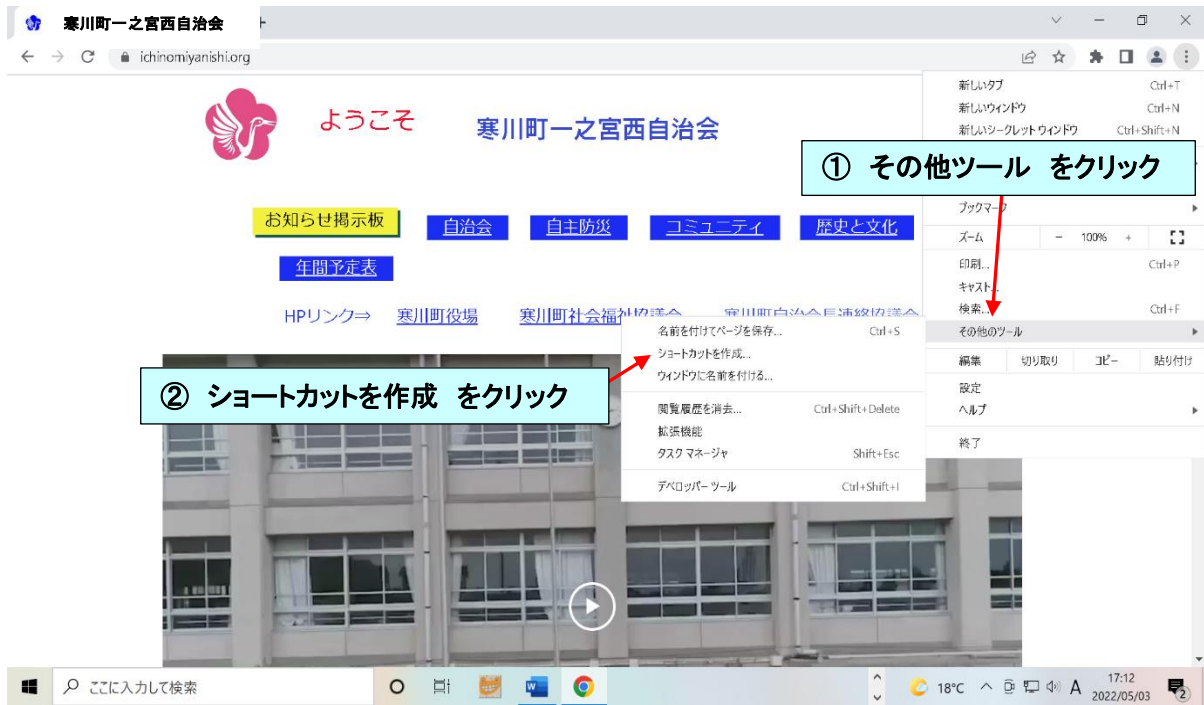 寒川町一之宮西自治会
ichinomiyanishi.org
ようこそ 寒川町一之宮西自治会
お知らせ掲示板 自治会 自主防災 コミュニティ 歴史と文化
年間予定表
HPリンク⇒ 寒川町役場 寒川町社会福祉協議会 寒川町自治会長連絡協議会
新しいタブ Ctrl+T
新しいウィンドウ Ctrl+N
新しいシークレット ウィンドウ Ctrl+Shift+N
① その他ツール をクリック
ブックマーク
ズーム - 100% +
印刷... Ctrl+P
キャスト...
検索... Ctrl+F
その他のツール
編集 切り取り コピー 貼り付け
設定
ヘルプ
終了
名前を付けてページを保存... Ctrl+S
ショートカットを作成...
ウィンドウに名前を付ける...
閲覧履歴を消去... Ctrl+Shift+Delete
拡張機能
タスク マネージャ Shift+Esc
デベロッパー ツール Ctrl+Shift+I
② ショートカットを作成 をクリック
ここに入力して検索
18°C
A
17:12
2022/05/03
2